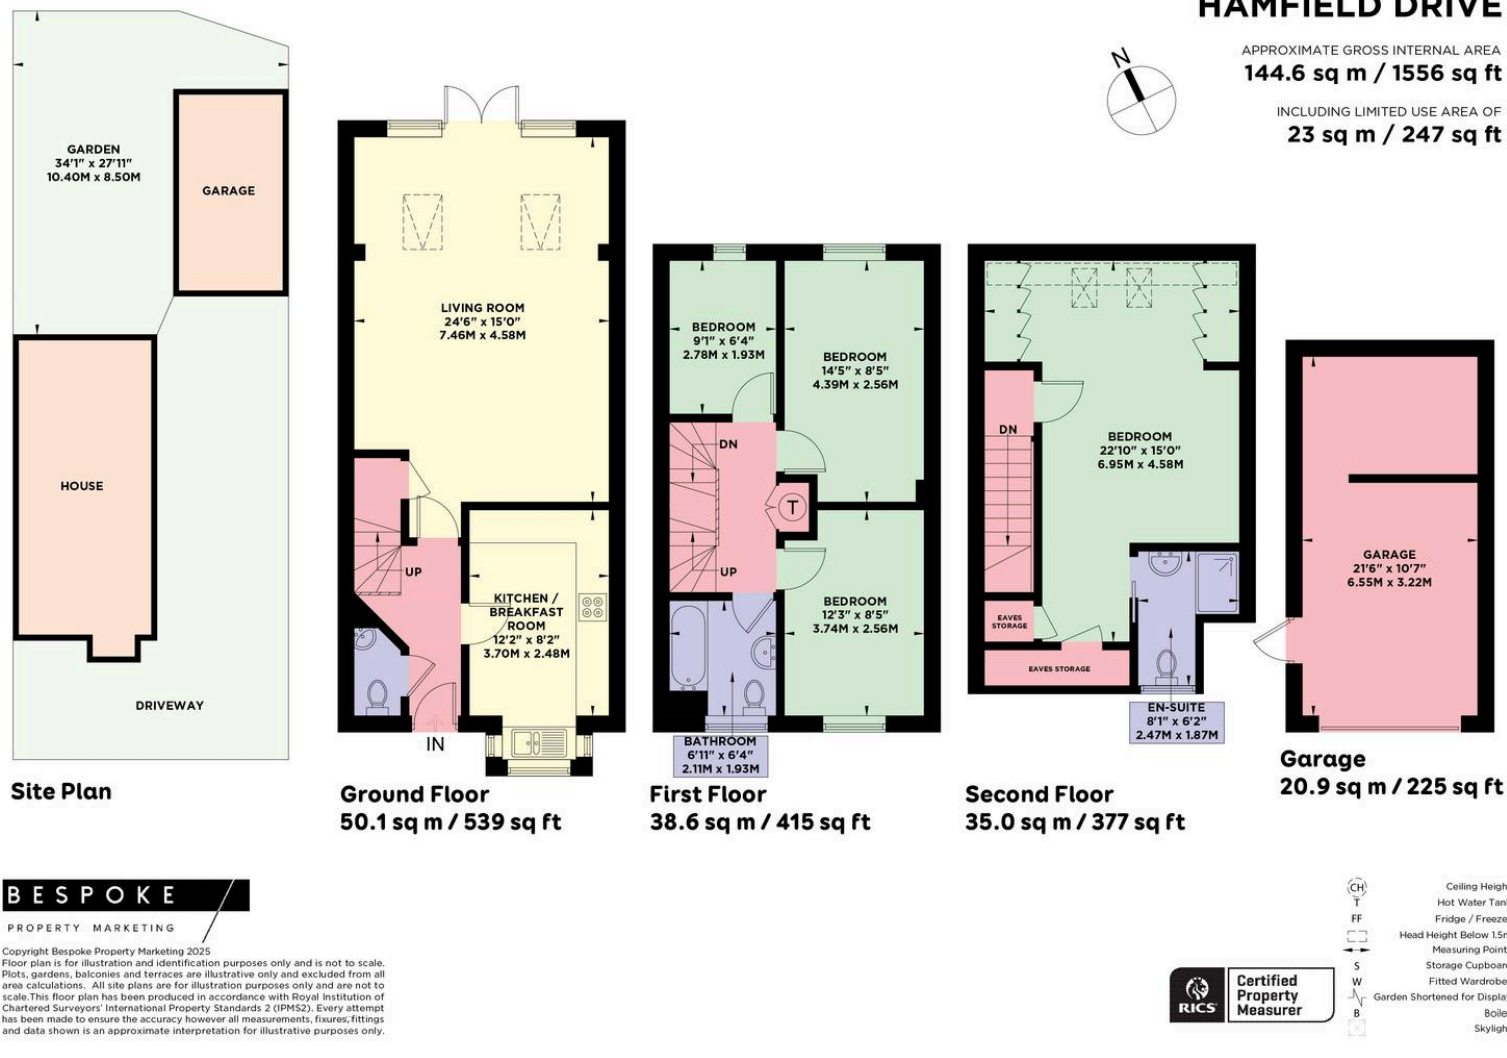 HAMFIELD DRIVE
APPROXIMATE GROSS INTERNAL AREA
144.6 sq m / 1556 sq ft
INCLUDING LIMITED USE AREA OF
23 sq m / 247 sq ft
N
GARDEN
34'1" x 27'11"
10.40M x 8.50M
GARAGE
HOUSE
DRIVEWAY
Site Plan
LIVING ROOM
24'6" x 15'0"
7.46M x 4.58M
UP
KITCHEN /
BREAKFAST
ROOM
12'2" x 8'2"
3.70M x 2.48M
IN
Ground Floor
50.1 sq m / 539 sq ft
BEDROOM
9'1" x 6'4"
2.78M x 1.93M
BEDROOM
14'5" x 8'5"
4.39M x 2.56M
DN
T
UP
BEDROOM
12'3" x 8'5"
3.74M x 2.56M
BATHROOM
6'11" x 6'4"
2.11M x 1.93M
First Floor
38.6 sq m / 415 sq ft
DN
BEDROOM
22'10" x 15'0"
6.95M x 4.58M
EAVES
STORAGE
EAVES STORAGE
EN-SUITE
8'1" x 6'2"
2.47M x 1.87M
Second Floor
35.0 sq m / 377 sq ft
GARAGE
21'6" x 10'7"
6.55M x 3.22M
Garage
20.9 sq m / 225 sq ft
BESPOKE
PROPERTY MARKETING
Copyright Bespoke Property Marketing 2025
Floor plan is for illustration and identification purposes only and is not to scale.
Plots, gardens, balconies and terraces are illustrative only and excluded from all
area calculations. All site plans are for illustration purposes only and are not to
scale.This floor plan has been produced in accordance with Royal Institution of
Chartered Surveyors' International Property Standards 2 (IPMS2). Every attempt
has been made to ensure the accuracy however all measurements, fixures, fittings
and data shown is an approximate interpretation for illustrative purposes only.
RICS
Certified
Property
Measurer
CH Ceiling Heigh
T Hot Water Tan
FF Fridge / Freeze
Head Height Below 1.5m
Measuring Point
S Storage Cupboar
W Fitted Wardrobe
Garden Shortened for Displa
B Boile
Skyligh